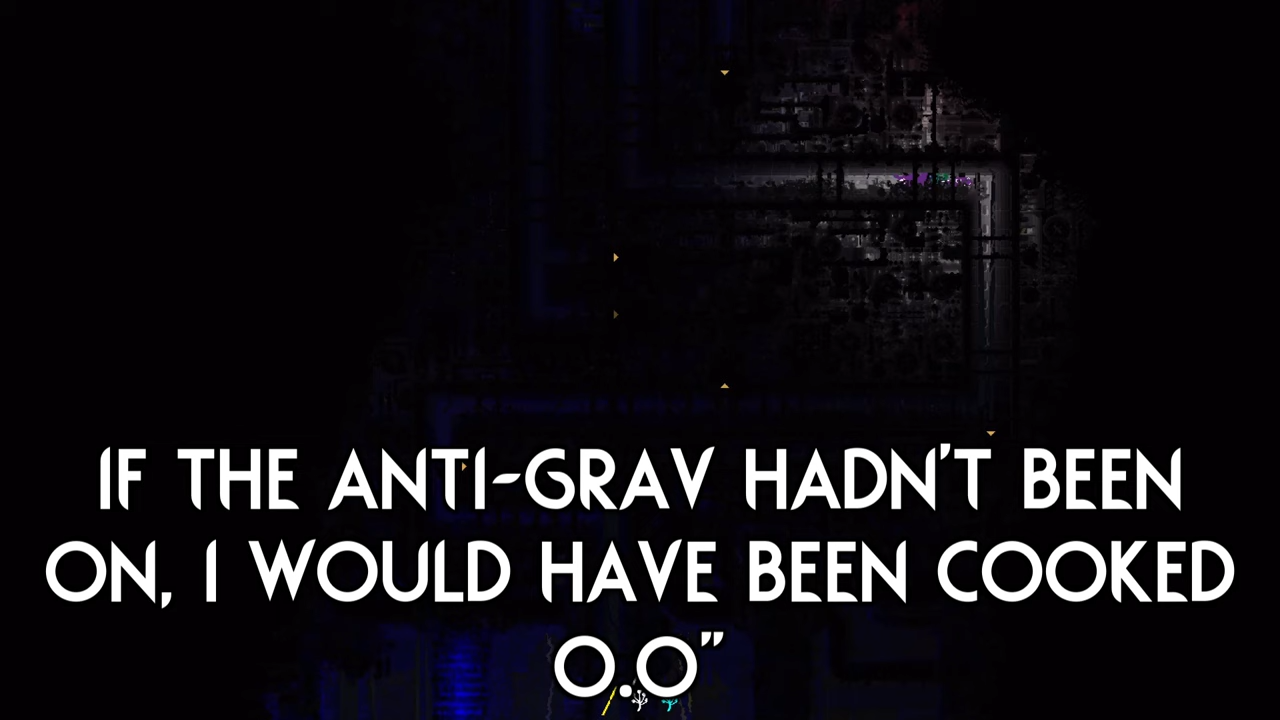 IF THE ANTI-GRAV HADN'T BEEN
ON, I WOULD HAVE BEEN COOKED
O.O"